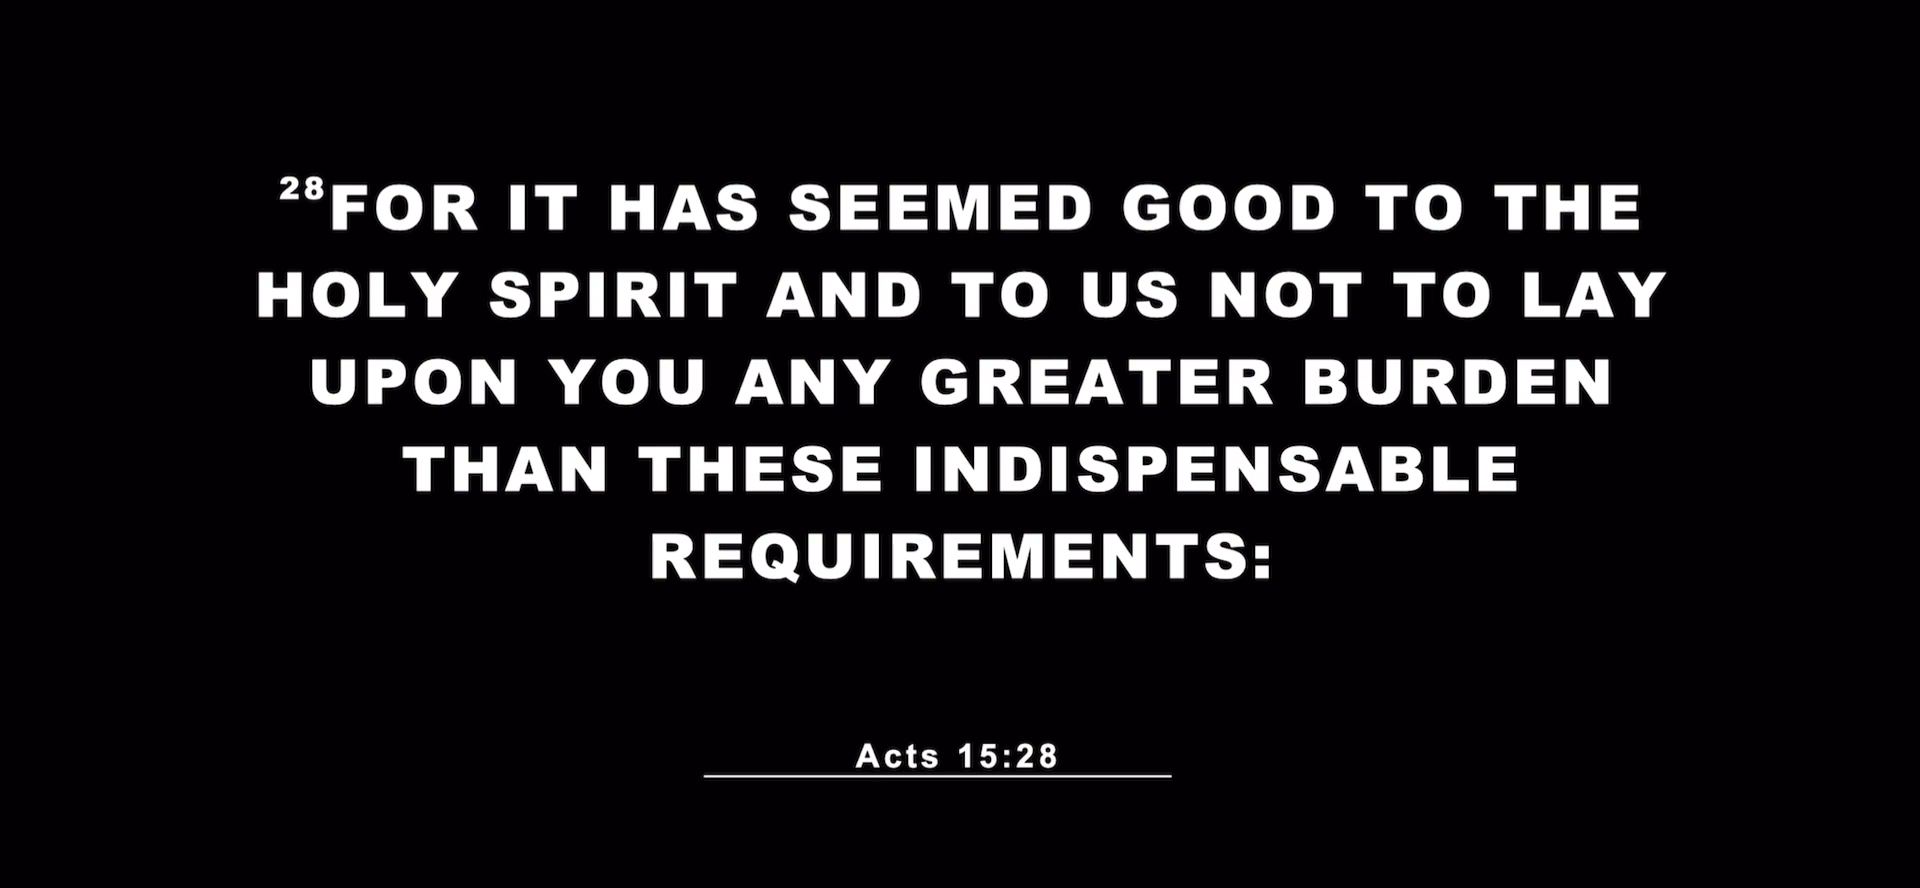 28FOR IT HAS SEEMED GOOD TO THE
HOLY SPIRIT AND TO US NOT TO LAY
UPON YOU ANY GREATER BURDEN
THAN THESE INDISPENSABLE
REQUIREMENTS:
Acts 15:28